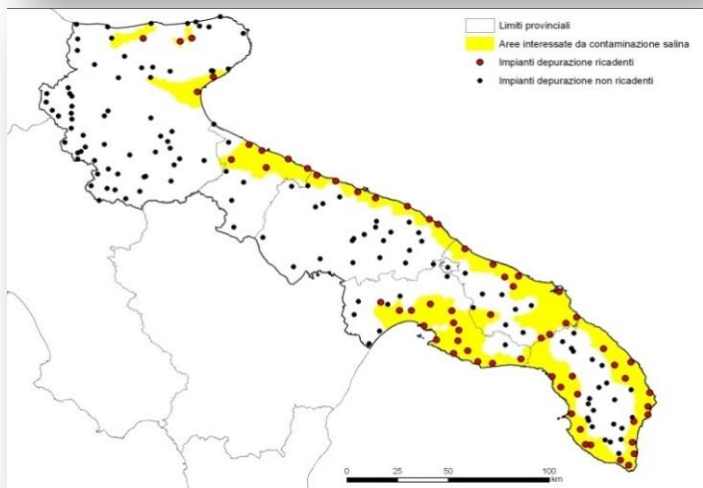 Limiti provinciali
Aree interessate da contaminazione salina
Impianti depurazione ricadenti
Impianti depurazione non ricadenti
0 25 50 100
km